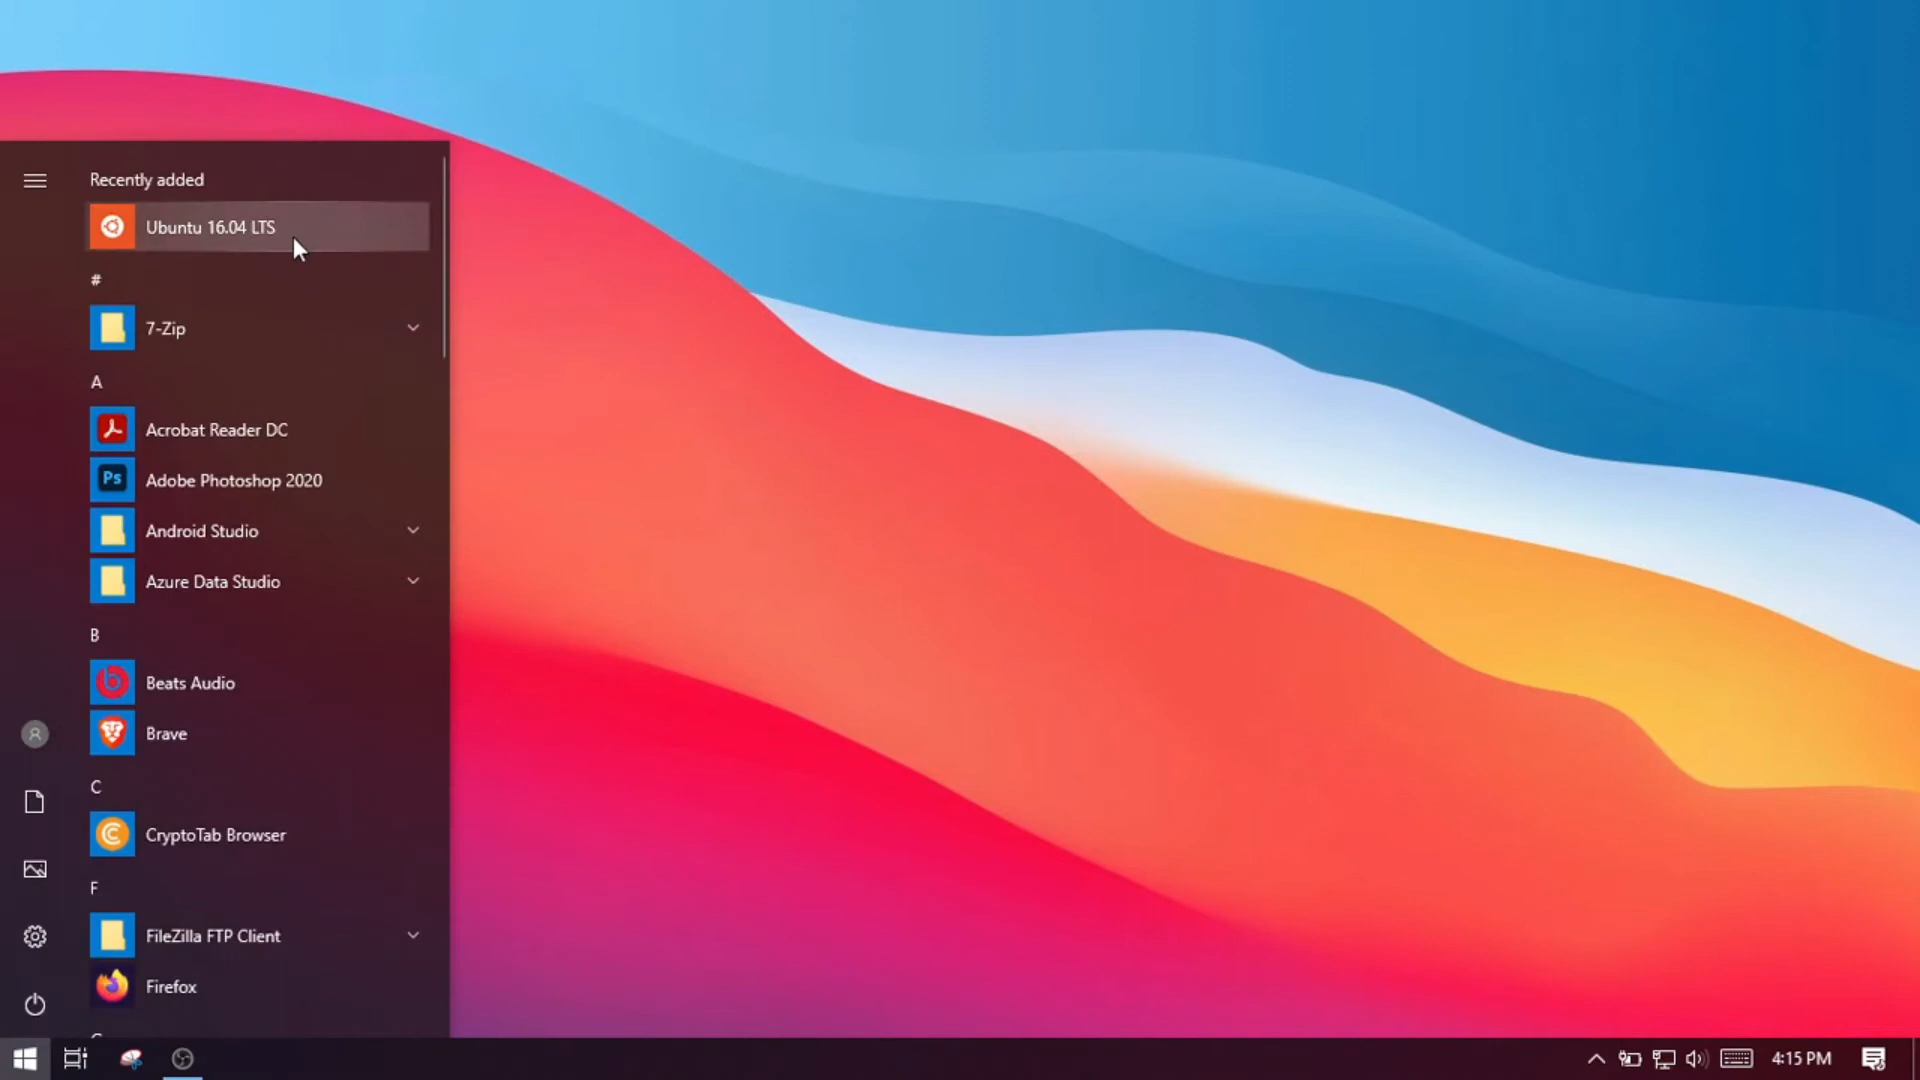 Recently added
Ubuntu 16.04 LTS
#
7-Zip
A
Acrobat Reader DC
Ps
Adobe Photoshop 2020
Android Studio
Azure Data Studio
B
Beats Audio
Brave
C
CryptoTab Browser
F
FileZilla FTP Client
Firefox
4:15 PM